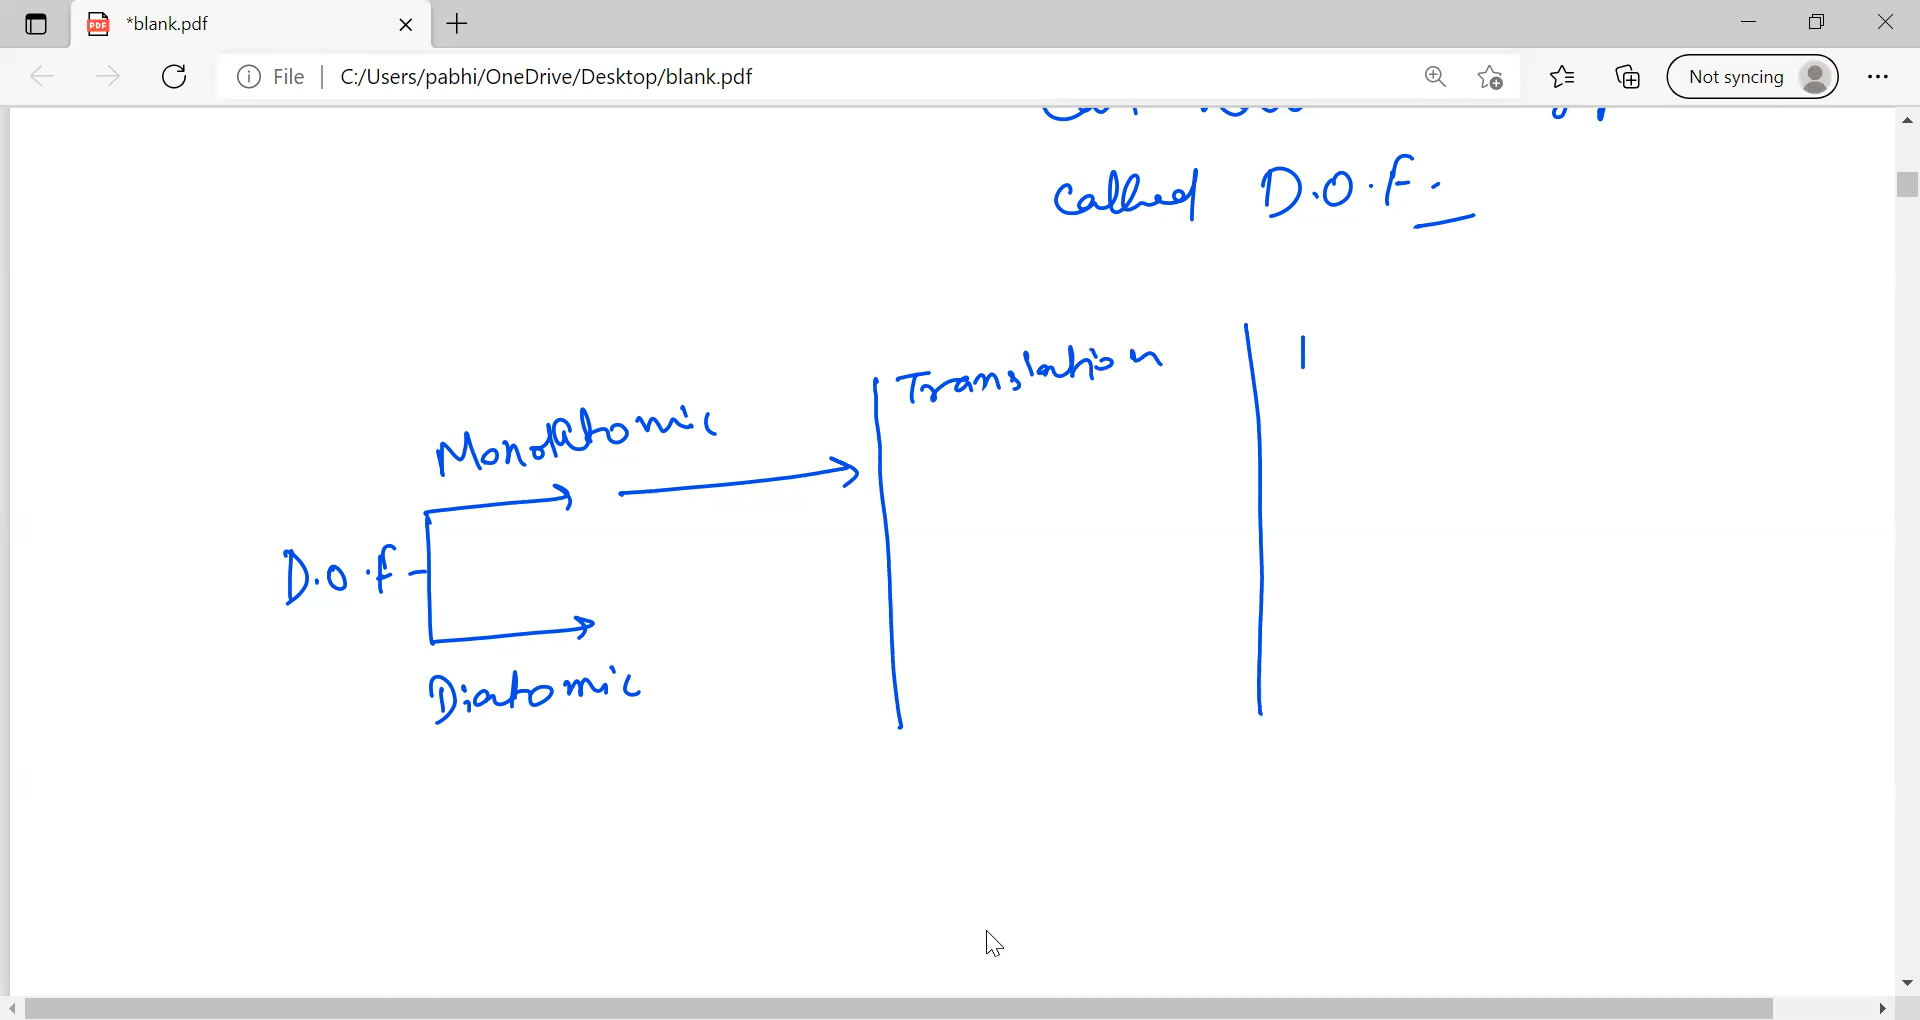 *blank.pdf
File | C:/Users/pabhi/OneDrive/Desktop/blank.pdf
Not syncing
called D.O.F.
Translation
Monoatomic
D.O.F
Diatomic